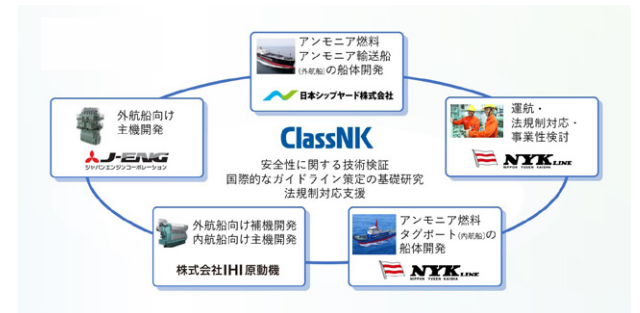 アンモニア燃料
アンモニア輸送船
(外航船)の船体開発
日本シップヤード株式会社
外航船向け
主機開発
J-ENG
ジャパンエンジンコーポレーション
ClassNK
安全性に関する技術検証
国際的なガイドライン策定の基礎研究
法規制対応支援
運航・
法規制対応・
事業性検討
NYK LINE
NIPPON YUSEN KAISHA
外航船向け補機開発
内航船向け主機開発
株式会社IHI原動機
アンモニア燃料
タグボート(内航船)の
船体開発
NYK LINE
NIPPON YUSEN KAISHA